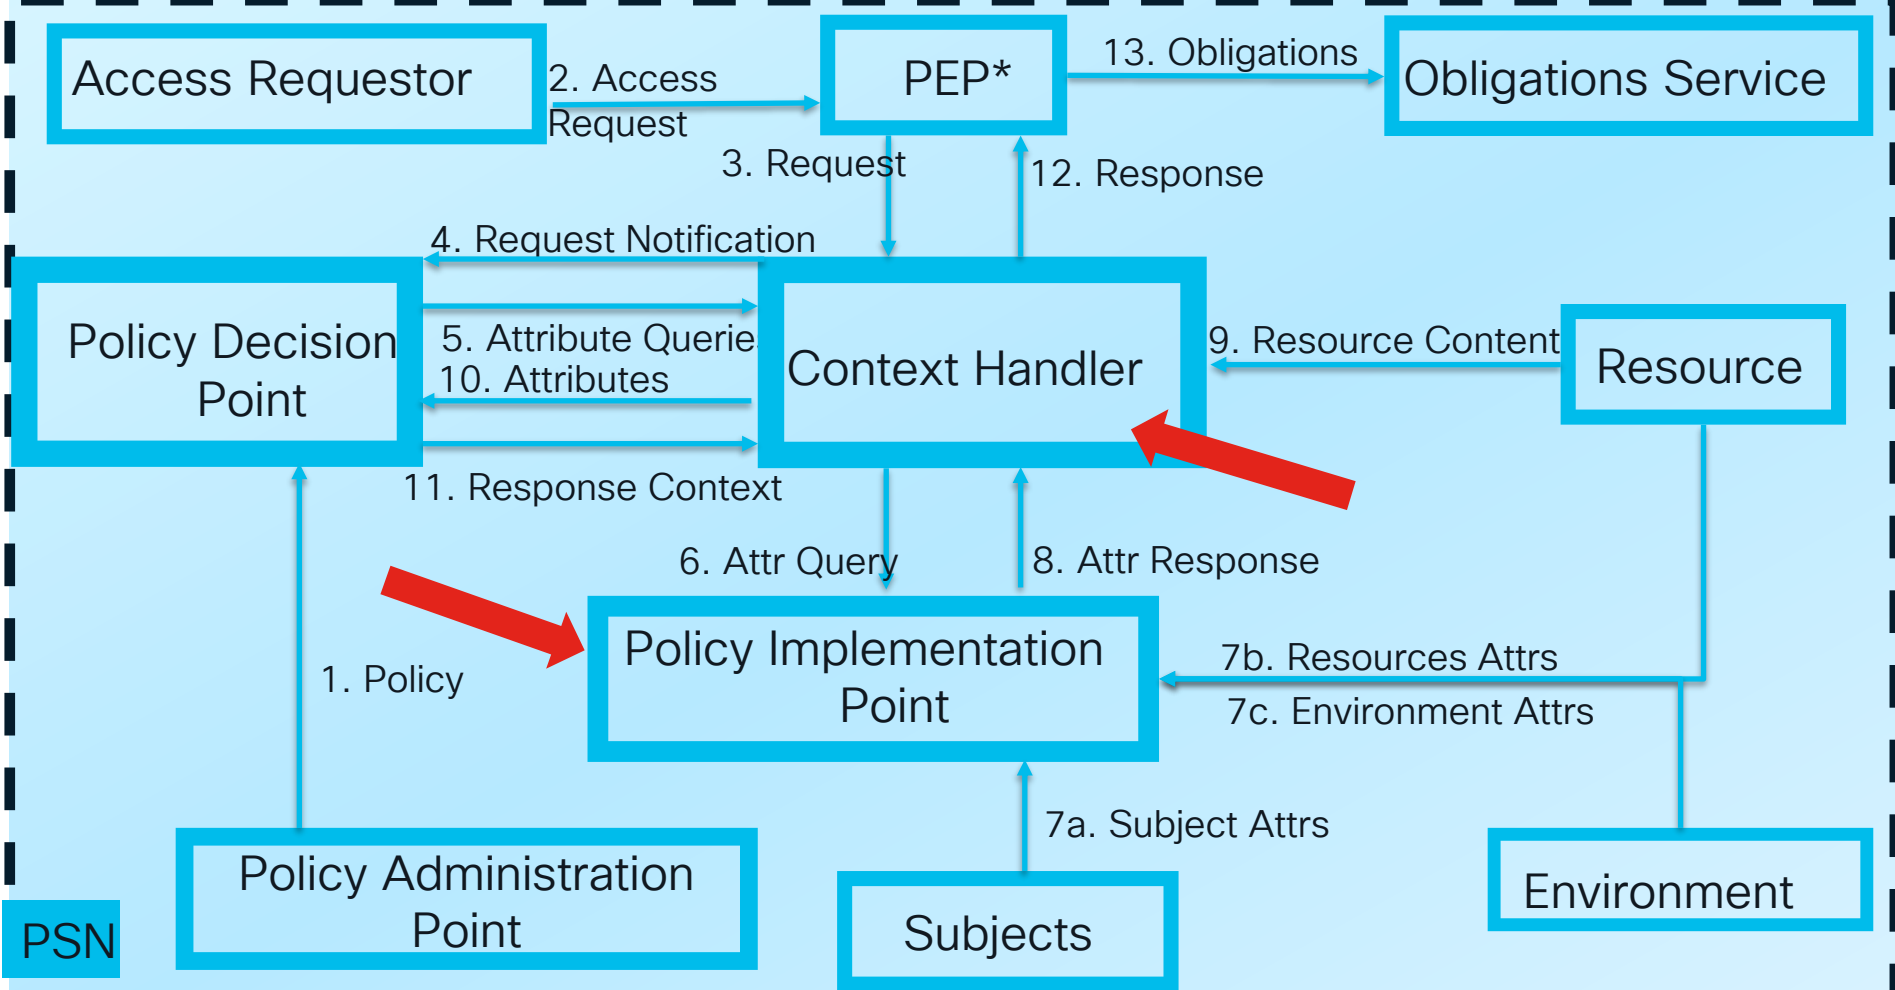 Access Requestor
2. Access
Request
PEP*
13. Obligations
Obligations Service
3. Request
12. Response
4. Request Notification
Policy Decision
Point
5. Attribute Querie
10. Attributes
11. Response Context
Context Handler
9. Resource Content
Resource
6. Attr Query
8. Attr Response
1. Policy
Policy Implementation
Point
7b. Resources Attrs
7c. Environment Attrs
7a. Subject Attrs
Policy Administration
Point
Subjects
Environment
PSN